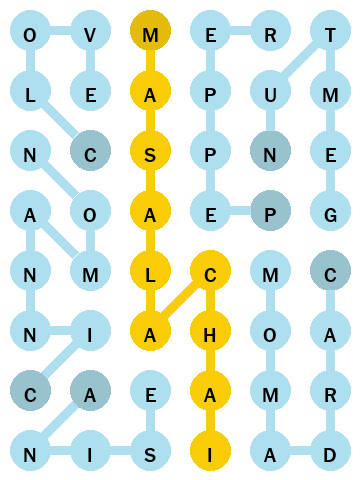 O V M E R T
L E A P U M
N C S P N E
A O A E P G
N M L C M C
N I A H O A
C A E A M R
N I S I A D